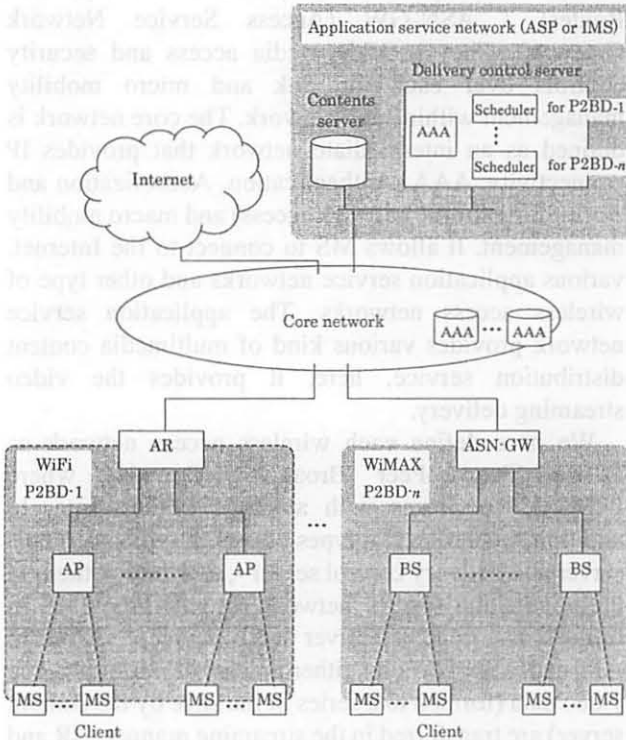 Application service network (ASP or IMS)
Delivery control server
Contents
server
AAA
Scheduler
for P2BD-1
⋮
Scheduler
for P2BD-n
Internet
Core network
AAA ··· AAA
AR
ASN-GW
WiFi
P2BD-1
WiMAX
P2BD-n
...
AP ·········· AP
BS ·········· BS
MS ··· MS MS ··· MS
MS ··· MS MS ··· MS
Client
Client